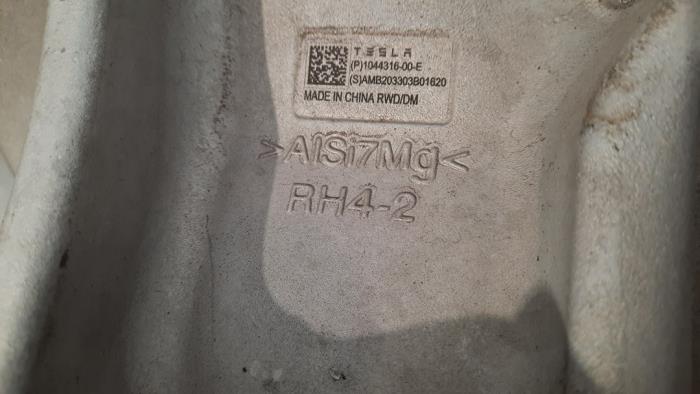 TESLA
(P)1044316-00-E
(S)AMB203303B01620
MADE IN CHINA RWD/DM
>AlSi7Mg<
RH4-2